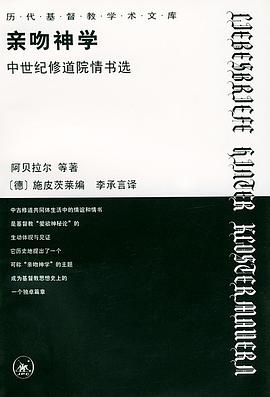 历·代·基·督·教·学·术·文·库
亲吻神学
中世纪修道院情书选
阿贝拉尔 等著
〔德〕施皮茨莱编 李承言译
中古修道共同体生活中的情谊和情书
是基督教“爱欲神秘论”的
生动体现与见证
它历史地提出了一个
可称“亲吻神学”的主题
成为基督教思想史上的
一个独卓篇章
LIEBESBRIEFE HINTER KLOSTERMAUERN